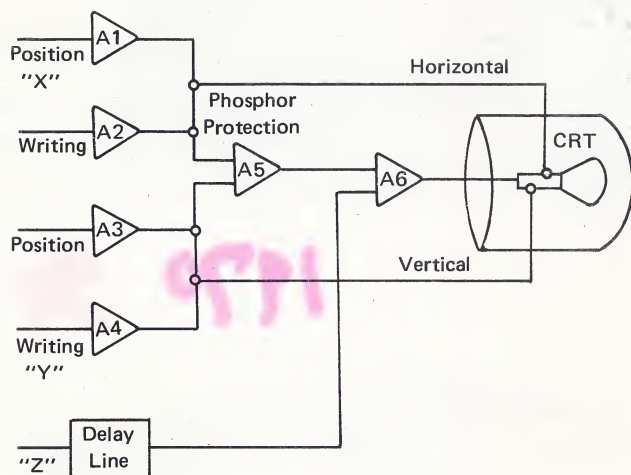 A1
Position
"X"
Horizontal
Phosphor
Protection
A2
Writing
CRT
A5
A6
A3
Position
Vertical
A4
Writing
"Y"
Delay
Line
"Z"